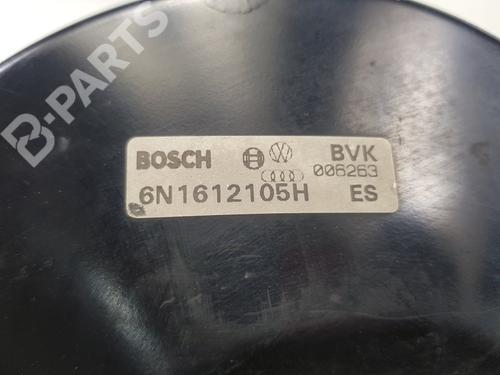 B-PARTS
BOSCH BVK
006263
6N1612105H ES